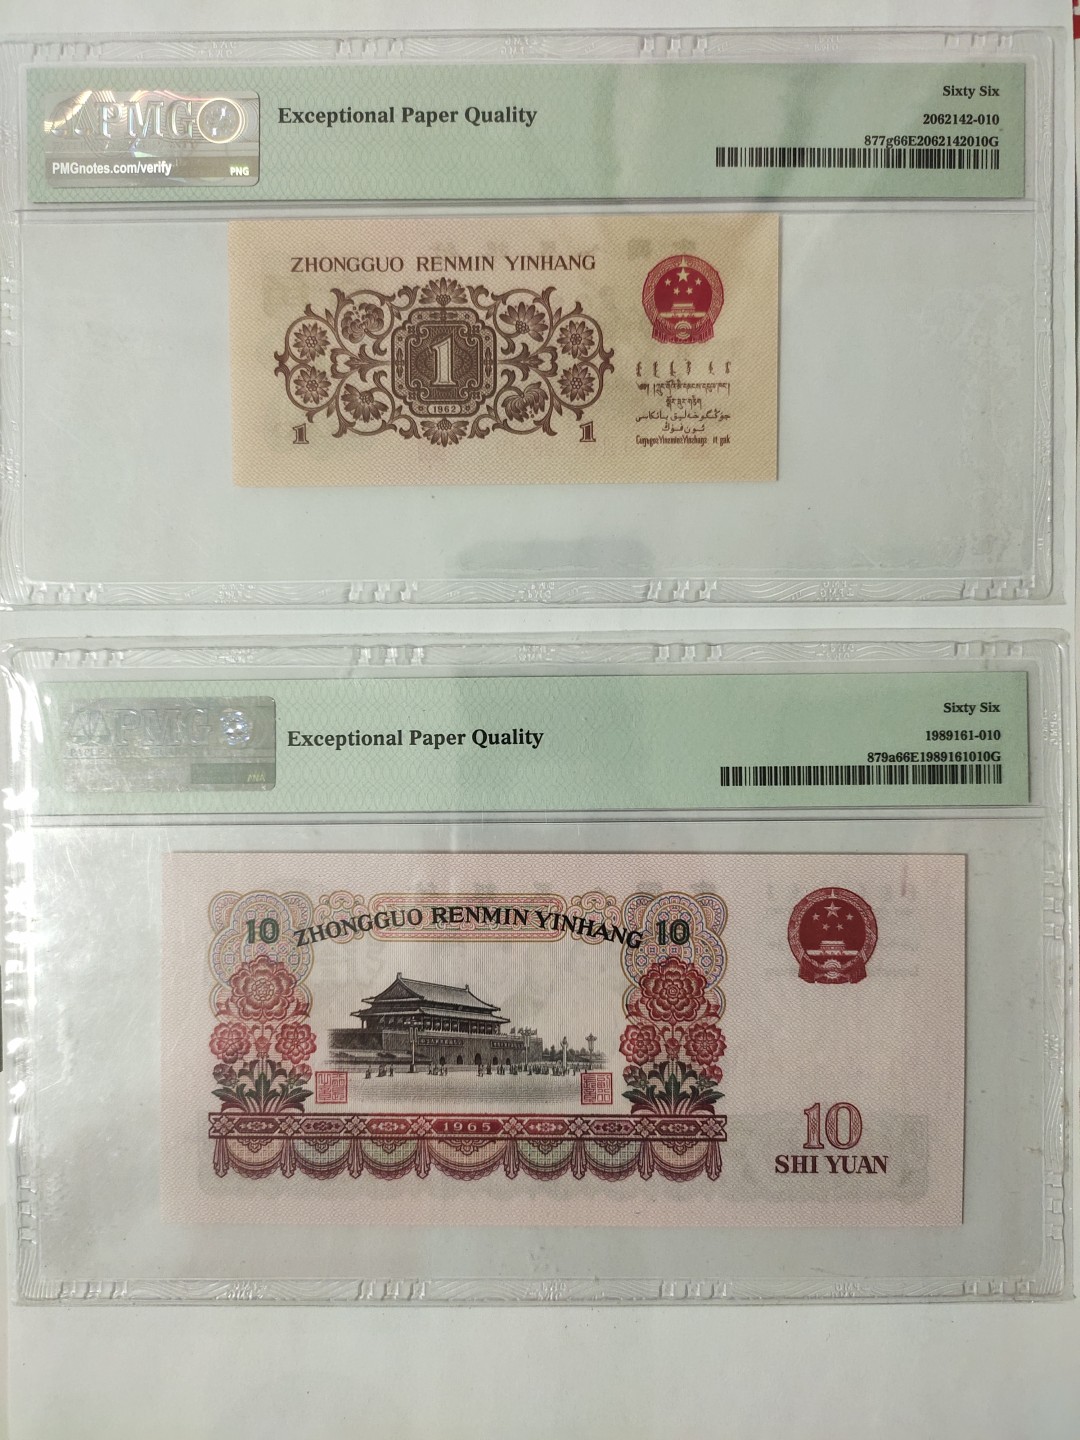 PMG
PMGnotes.com/verify
PNG
Exceptional Paper Quality
Sixty Six
2062142-010
877g66E2062142010G
ZHONGGUO RENMIN YINHANG
1
1962
1
1
PMG
Exceptional Paper Quality
Sixty Six
1989161-010
879a66E1989161010G
10 ZHONGGUO RENMIN YINHANG 10
1965
10
SHI YUAN